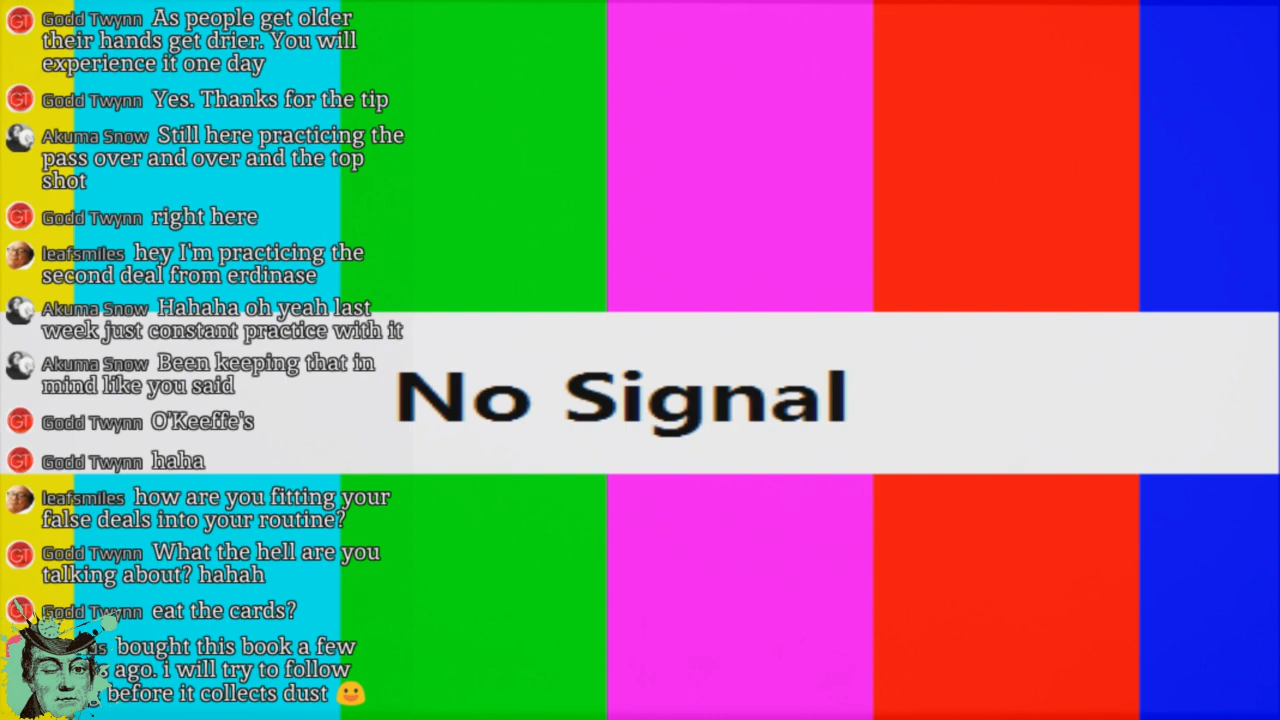 Godd Twynn As people get older
their hands get drier. You will
experience it one day
Godd Twynn Yes. Thanks for the tip
Akuma Snow Still here practicing the
pass over and over and the top
shot
Godd Twynn right here
leafsmiles hey I'm practicing the
second deal from erdinase
Akuma Snow Hahaha oh yeah last
week just constant practice with it
Akuma Snow Been keeping that in
mind like you said
No Signal
Godd Twynn O'Keeffe's
Godd Twynn haha
leafsmiles how are you fitting your
false deals into your routine?
Godd Twynn What the hell are you
talking about? hahah
Godd Twynn eat the cards?
bought this book a few
ago. i will try to follow
before it collects dust